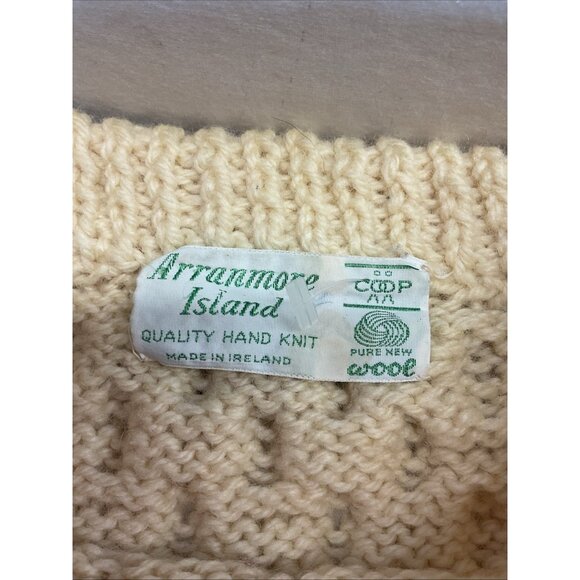 Arranmore
Island
QUALITY HAND KNIT
MADE IN IRELAND
COOP
PURE NEW
wool